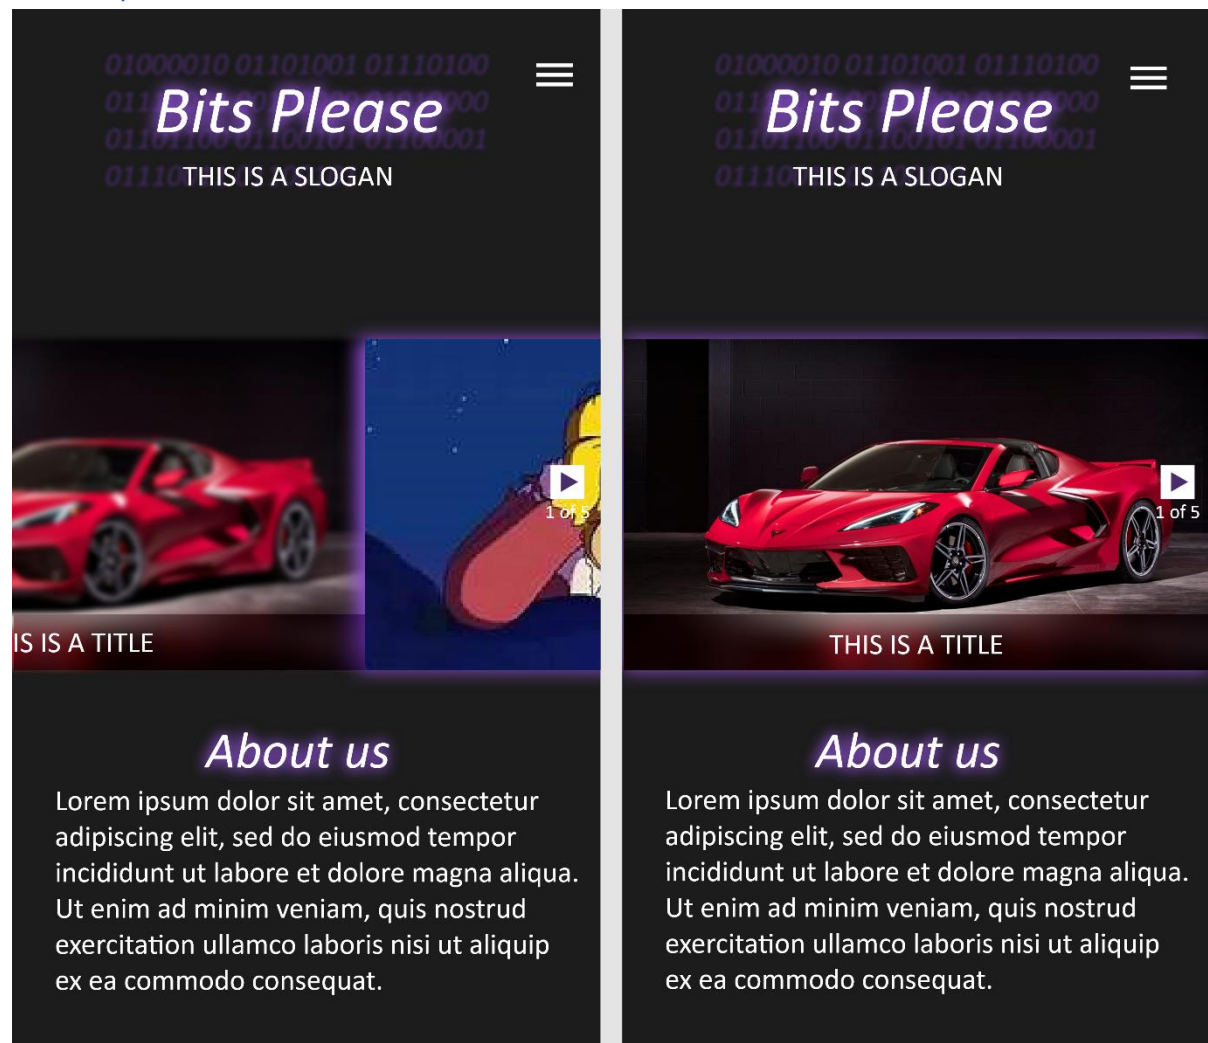 01000010 01101001 01110100
Bits Please
THIS IS A SLOGAN
1 of 5
IS IS A TITLE
About us
Lorem ipsum dolor sit amet, consectetur
adipiscing elit, sed do eiusmod tempor
incididunt ut labore et dolore magna aliqua.
Ut enim ad minim veniam, quis nostrud
exercitation ullamco laboris nisi ut aliquip
ex ea commodo consequat.
01000010 01101001 01110100
Bits Please
THIS IS A SLOGAN
1 of 5
THIS IS A TITLE
About us
Lorem ipsum dolor sit amet, consectetur
adipiscing elit, sed do eiusmod tempor
incididunt ut labore et dolore magna aliqua.
Ut enim ad minim veniam, quis nostrud
exercitation ullamco laboris nisi ut aliquip
ex ea commodo consequat.